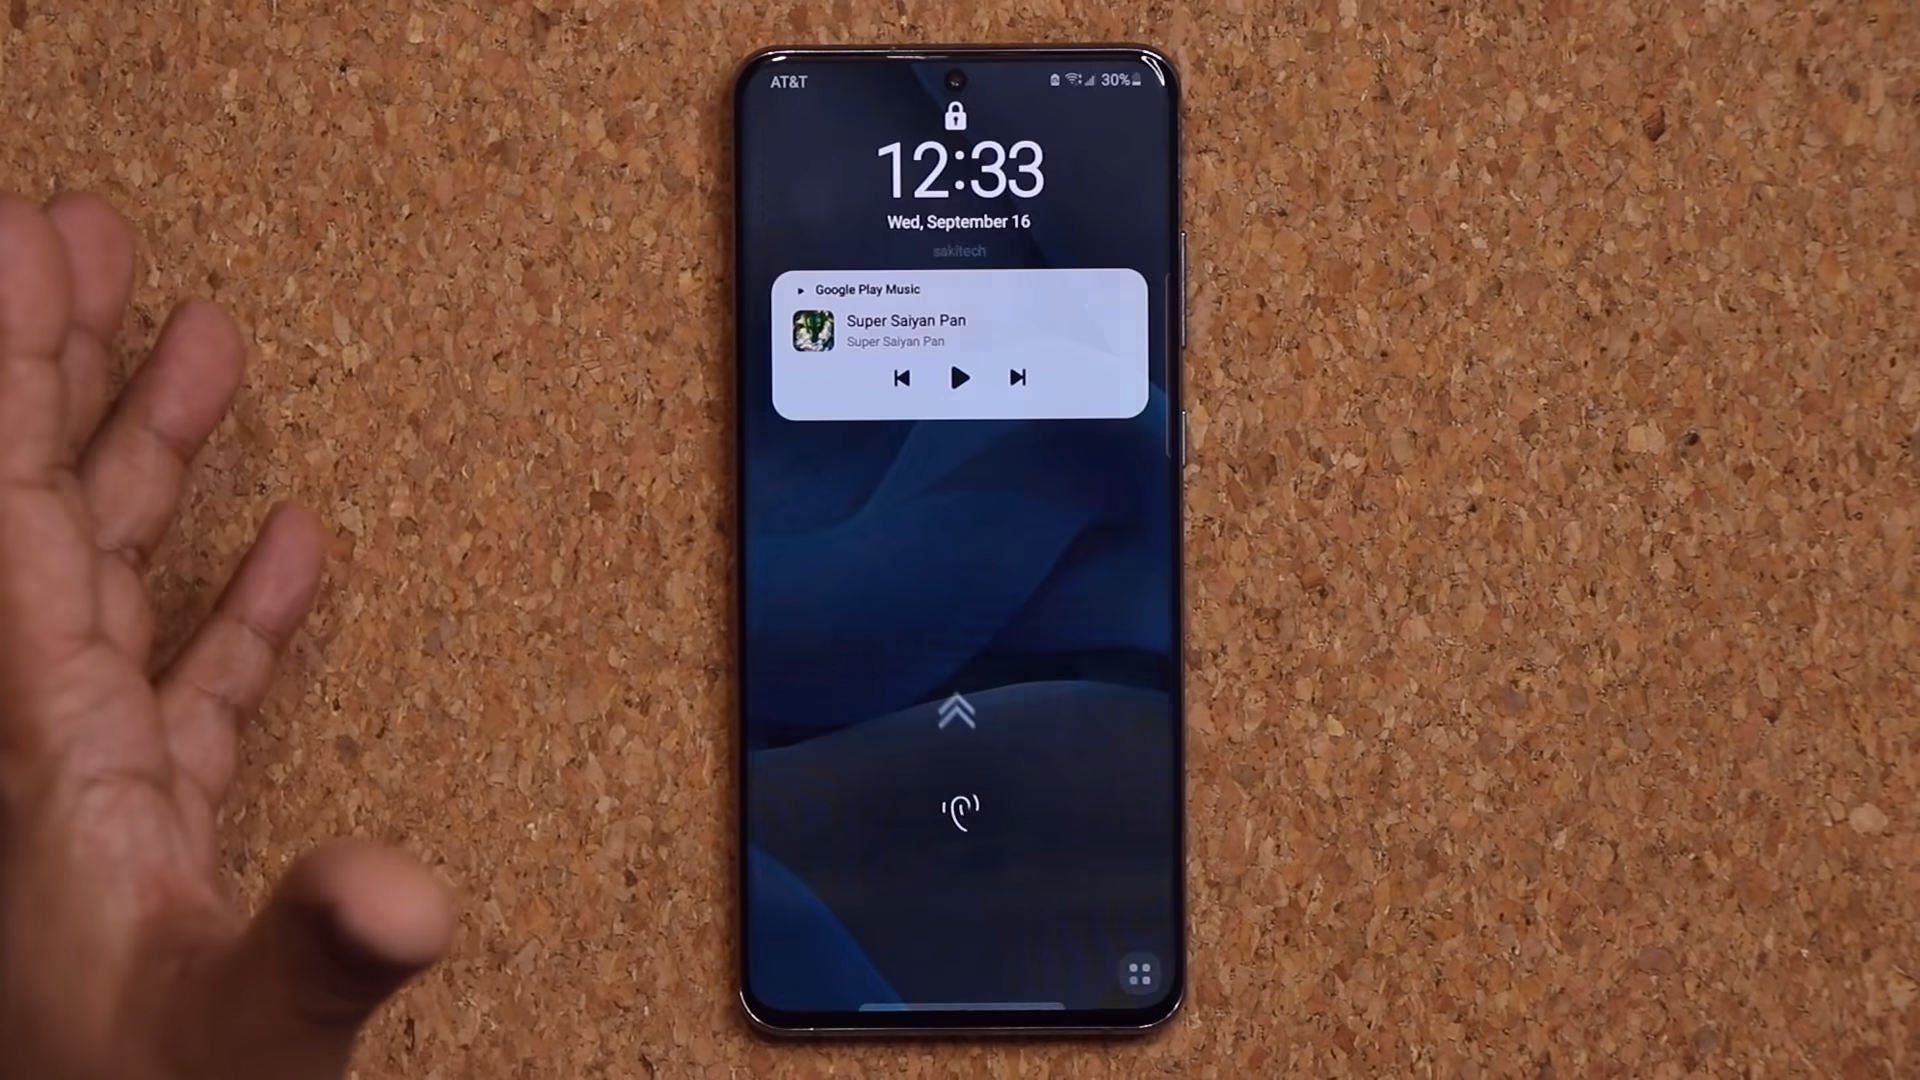 AT&T
30%
12:33
Wed, September 16
sakitech
Google Play Music
Super Saiyan Pan
Super Saiyan Pan